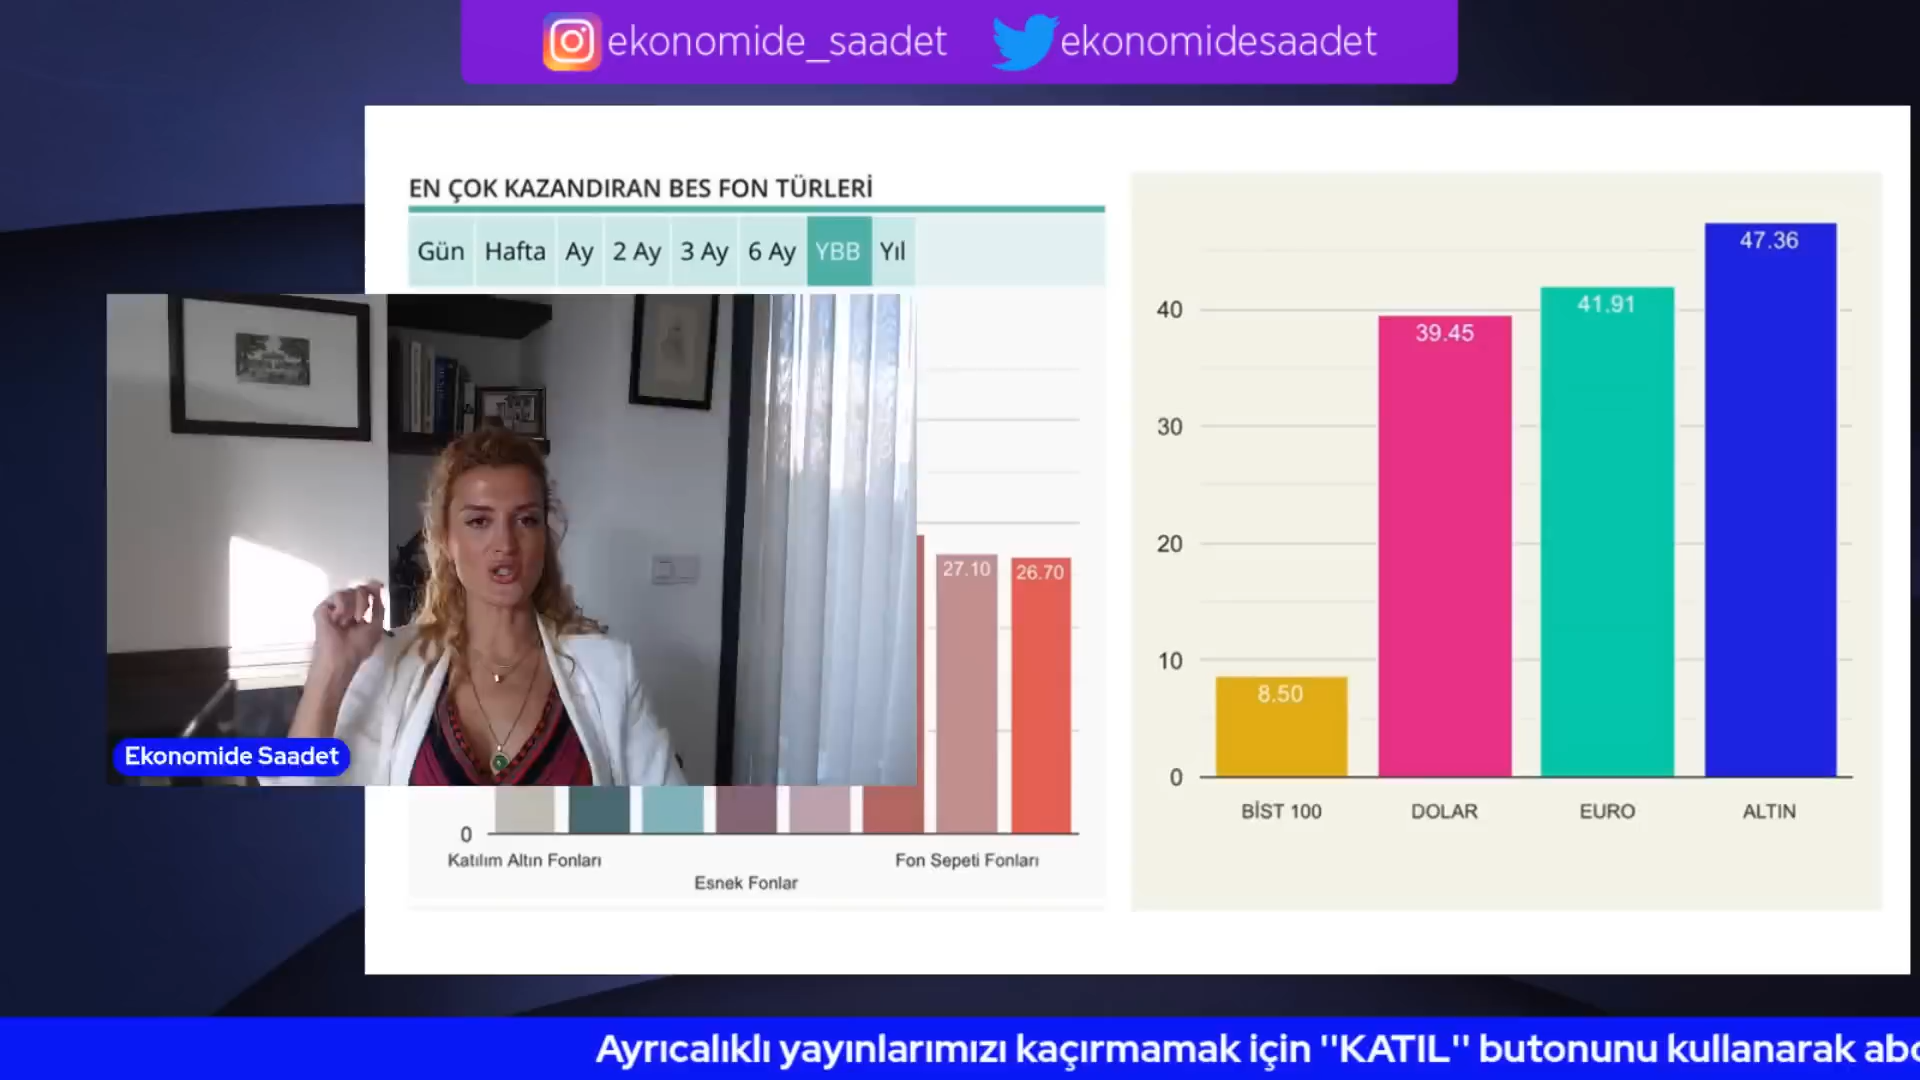 ekonomide_saadet ekonomidesaadet
EN ÇOK KAZANDIRAN BES FON TÜRLERİ
Gün Hafta Ay 2 Ay 3 Ay 6 Ay YBB Yıl
27.10 26.70
0
Katılım Altın Fonları
Esnek Fonlar
Fon Sepeti Fonları
40
30
20
10
0
8.50
39.45
41.91
47.36
BİST 100 DOLAR EURO ALTIN
Ekonomide Saadet
Ayrıcalıklı yayınlarımızı kaçırmamak için "KATIL" butonunu kullanarak